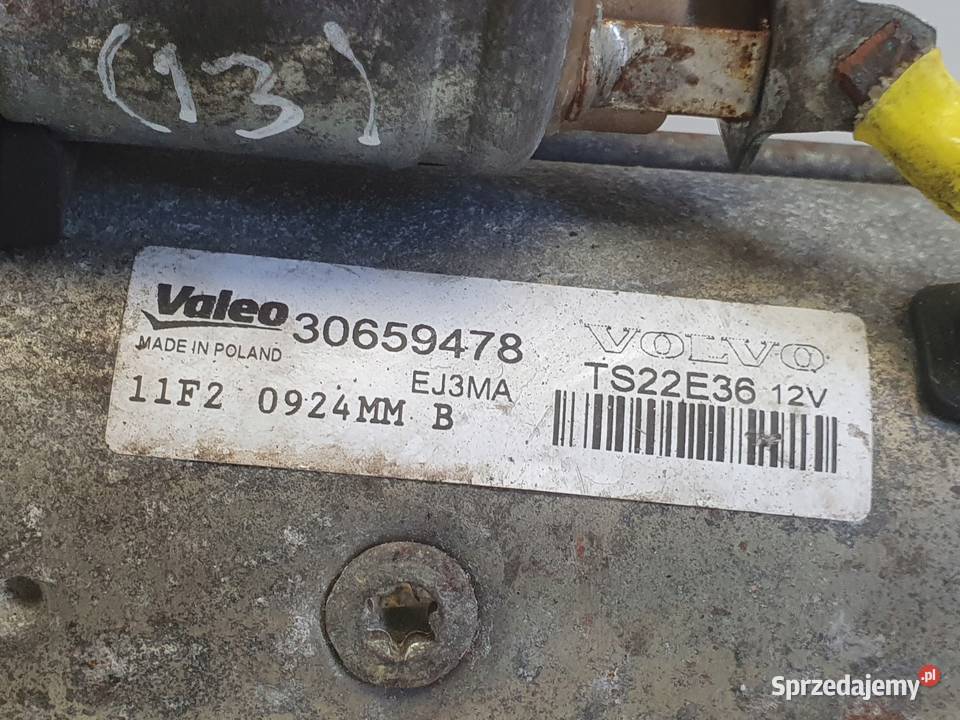 (13)
Valeo 30659478
MADE IN POLAND
EJ3MA
11F2 0924MM B
VOLVO
TS22E36 12V
Sprzedajemy.pl